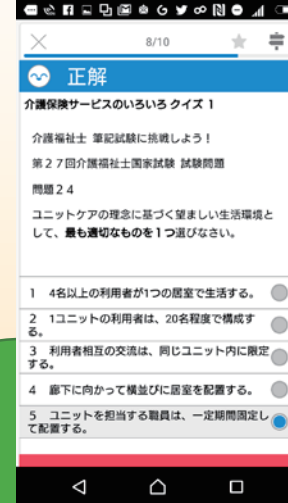 8/10
正解
介護保険サービスのいろいろ クイズ 1
介護福祉士 筆記試験に挑戦しよう！
第27回介護福祉士国家試験 試験問題
問題24
ユニットケアの理念に基づく望ましい生活環境と
して、最も適切なものを1つ選びなさい。
1 4名以上の利用者が1つの居室で生活する。
2 1ユニットの利用者は、20名程度で構成す
る。
3 利用者相互の交流は、同じユニット内に限定
する。
4 廊下に向かって横並びに居室を配置する。
5 ユニットを担当する職員は、一定期間固定し
て配置する。